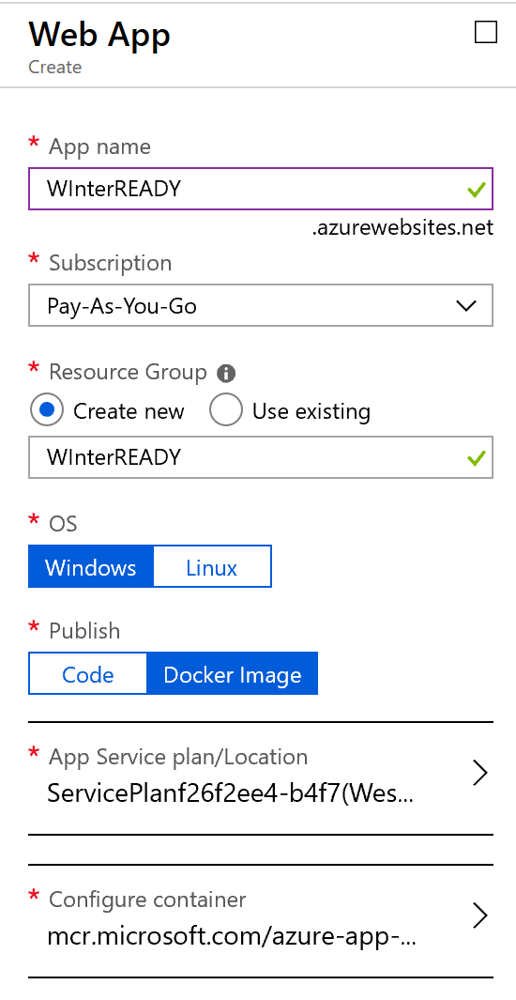 Web App
Create
* App name
WInterREADY
.azurewebsites.net
* Subscription
Pay-As-You-Go
* Resource Group
Create new Use existing
WInterREADY
* OS
Windows Linux
* Publish
Code Docker Image
* App Service plan/Location
ServicePlanf26f2ee4-b4f7(Wes...
* Configure container
mcr.microsoft.com/azure-app-...